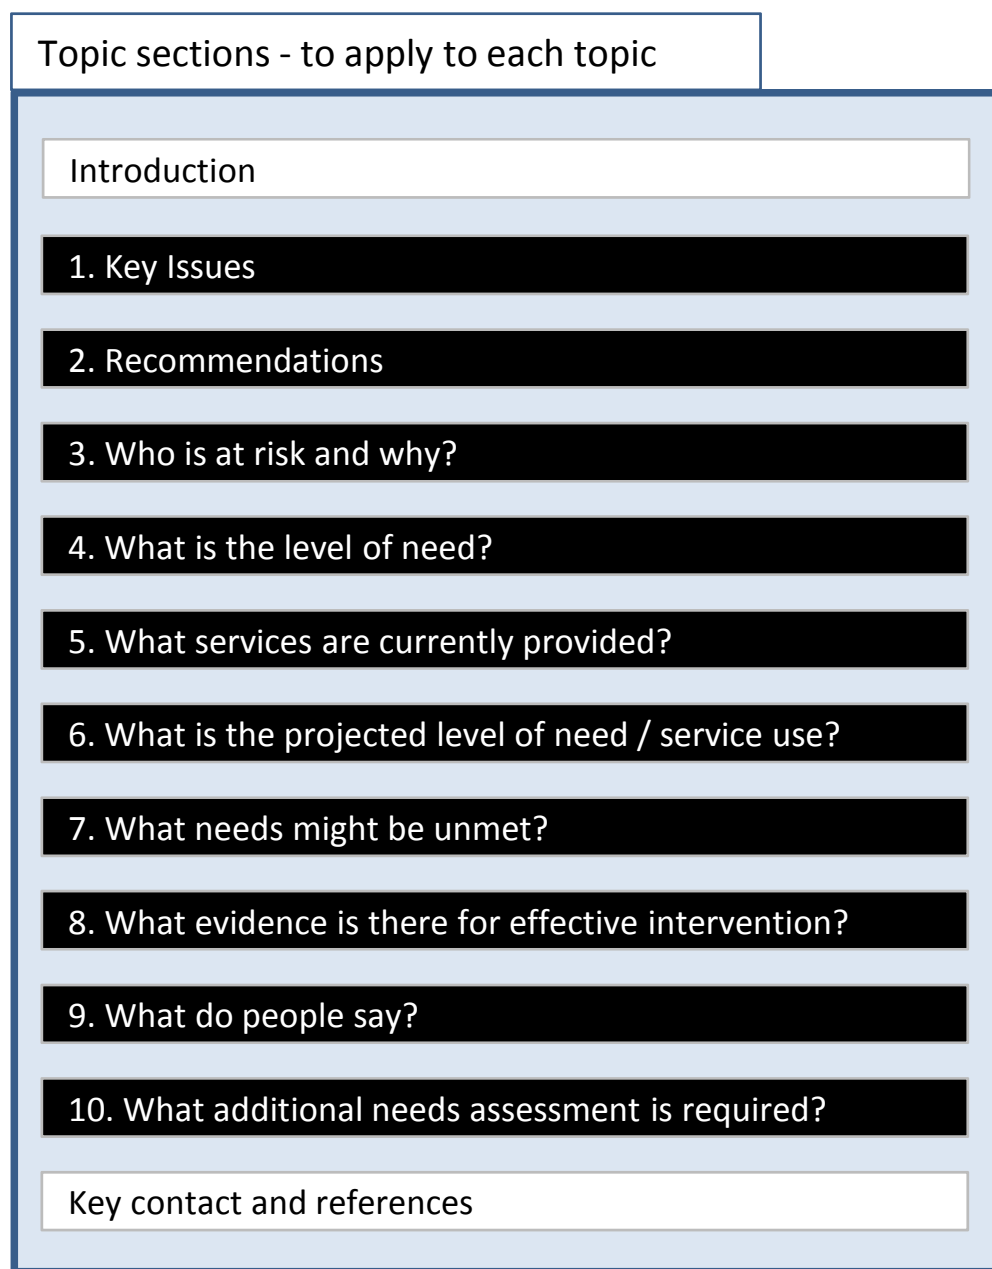 Topic sections - to apply to each topic
Introduction
1. Key Issues
2. Recommendations
3. Who is at risk and why?
4. What is the level of need?
5. What services are currently provided?
6. What is the projected level of need / service use?
7. What needs might be unmet?
8. What evidence is there for effective intervention?
9. What do people say?
10. What additional needs assessment is required?
Key contact and references